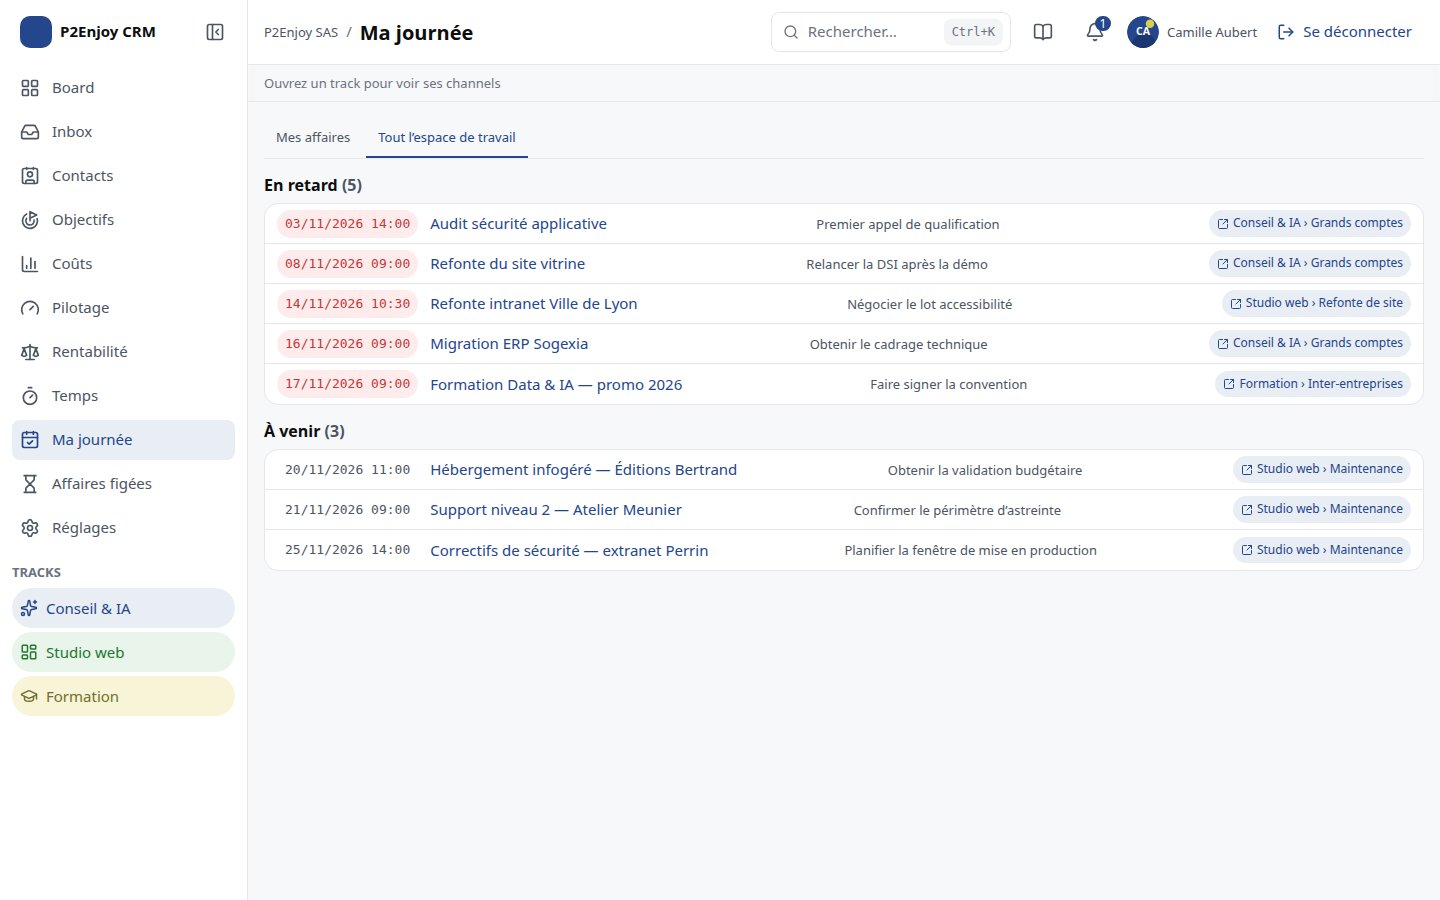 P2Enjoy CRM
P2Enjoy SAS / Ma journée
Rechercher... Ctrl+K
1
CA
Camille Aubert
Se déconnecter
Board
Inbox
Contacts
Objectifs
Coûts
Pilotage
Rentabilité
Temps
Ma journée
Affaires figées
Réglages
TRACKS
Conseil & IA
Studio web
Formation
Ouvrez un track pour voir ses channels
Mes affaires
Tout l'espace de travail
En retard (5)
03/11/2026 14:00 Audit sécurité applicative Premier appel de qualification Conseil & IA › Grands comptes
08/11/2026 09:00 Refonte du site vitrine Relancer la DSI après la démo Conseil & IA › Grands comptes
14/11/2026 10:30 Refonte intranet Ville de Lyon Négocier le lot accessibilité Studio web › Refonte de site
16/11/2026 09:00 Migration ERP Sogexia Obtenir le cadrage technique Conseil & IA › Grands comptes
17/11/2026 09:00 Formation Data & IA — promo 2026 Faire signer la convention Formation › Inter-entreprises
À venir (3)
20/11/2026 11:00 Hébergement infogéré — Éditions Bertrand Obtenir la validation budgétaire Studio web › Maintenance
21/11/2026 09:00 Support niveau 2 — Atelier Meunier Confirmer le périmètre d'astreinte Studio web › Maintenance
25/11/2026 14:00 Correctifs de sécurité — extranet Perrin Planifier la fenêtre de mise en production Studio web › Maintenance